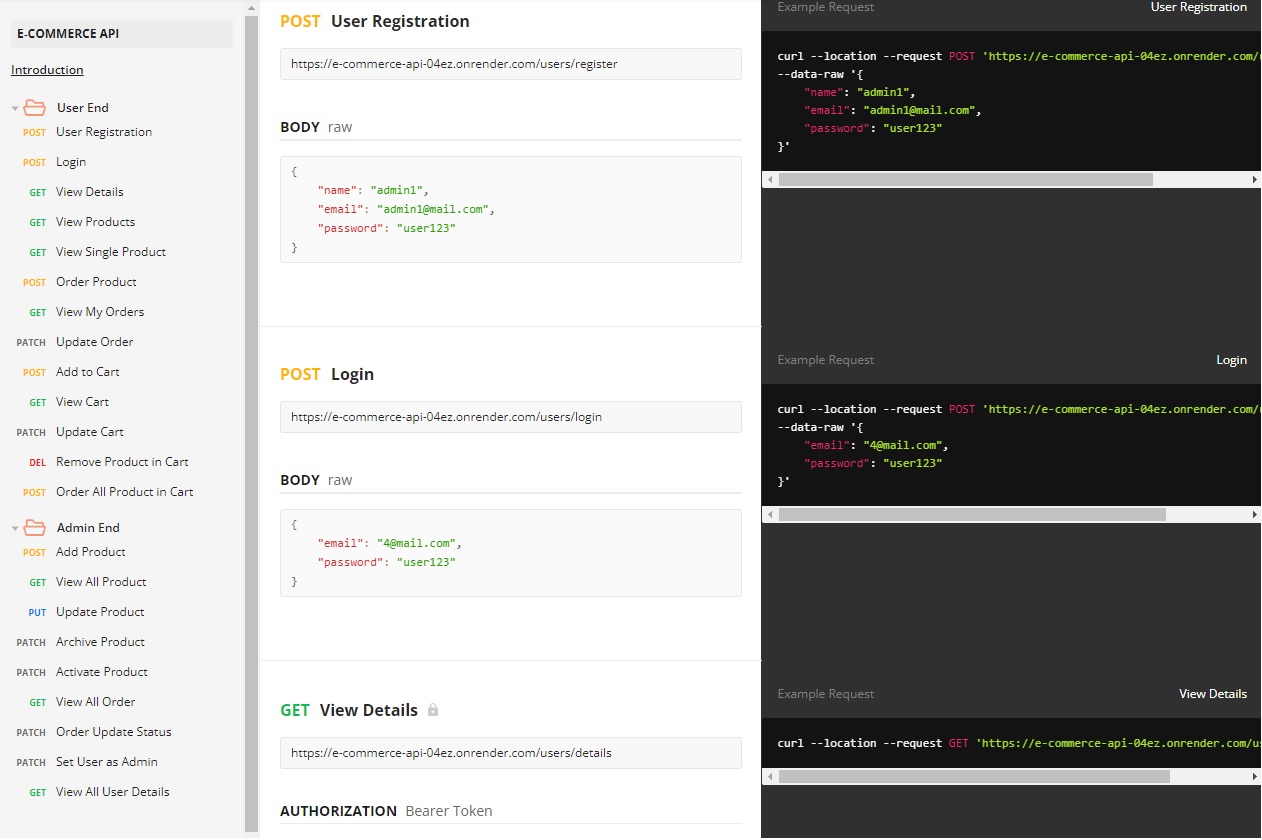 E-COMMERCE API
Introduction
User End
POST User Registration
POST Login
GET View Details
GET View Products
GET View Single Product
POST Order Product
GET View My Orders
PATCH Update Order
POST Add to Cart
GET View Cart
PATCH Update Cart
DEL Remove Product in Cart
POST Order All Product in Cart
Admin End
POST Add Product
GET View All Product
PUT Update Product
PATCH Archive Product
PATCH Activate Product
GET View All Order
PATCH Order Update Status
PATCH Set User as Admin
GET View All User Details
POST User Registration
https://e-commerce-api-04ez.onrender.com/users/register
BODY raw
{
"name": "admin1",
"email": "admin1@mail.com",
"password": "user123"
}
POST Login
https://e-commerce-api-04ez.onrender.com/users/login
BODY raw
{
"email": "4@mail.com",
"password": "user123"
}
GET View Details
https://e-commerce-api-04ez.onrender.com/users/details
AUTHORIZATION Bearer Token
Example Request User Registration
curl --location --request POST 'https://e-commerce-api-04ez.onrender.com/
--data-raw '{
"name": "admin1",
"email": "admin1@mail.com",
"password": "user123"
}'
Example Request Login
curl --location --request POST 'https://e-commerce-api-04ez.onrender.com/
--data-raw '{
"email": "4@mail.com",
"password": "user123"
}'
Example Request View Details
curl --location --request GET 'https://e-commerce-api-04ez.onrender.com/us